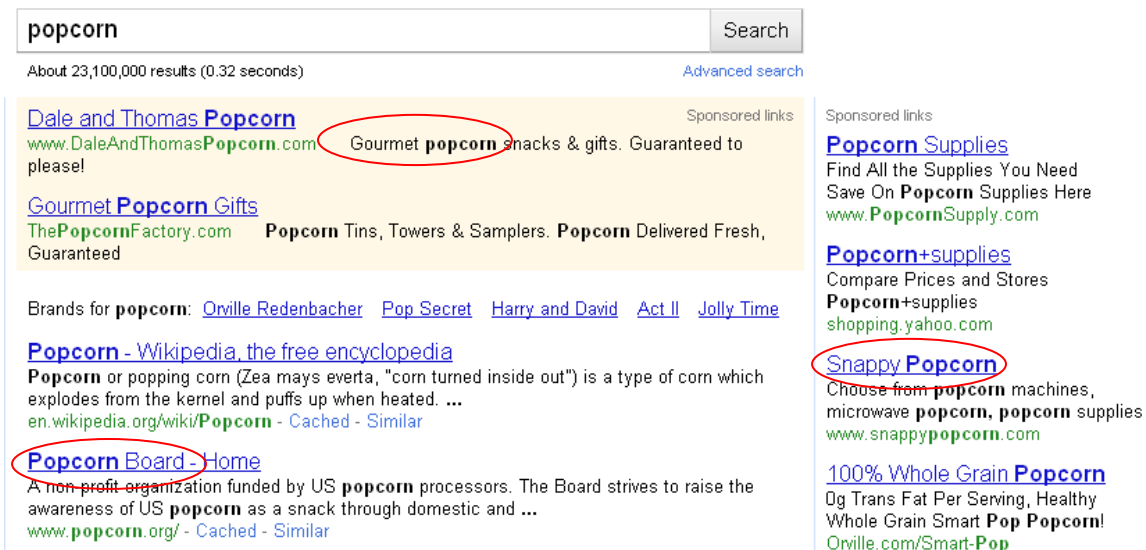 popcorn
Search
About 23,100,000 results (0.32 seconds)
Advanced search
Dale and Thomas Popcorn
Sponsored links
www.DaleAndThomasPopcorn.com Gourmet popcorn snacks & gifts. Guaranteed to
please!
Gourmet Popcorn Gifts
ThePopcornFactory.com Popcorn Tins, Towers & Samplers. Popcorn Delivered Fresh,
Guaranteed
Brands for popcorn: Orville Redenbacher Pop Secret Harry and David Act II Jolly Time
Popcorn - Wikipedia, the free encyclopedia
Popcorn or popping corn (Zea mays everta, "corn turned inside out") is a type of corn which
explodes from the kernel and puffs up when heated. ...
en.wikipedia.org/wiki/Popcorn - Cached - Similar
Popcorn Board - Home
A non-profit organization funded by US popcorn processors. The Board strives to raise the
awareness of US popcorn as a snack through domestic and ...
www.popcorn.org/ - Cached - Similar
Sponsored links
Popcorn Supplies
Find All the Supplies You Need
Save On Popcorn Supplies Here
www.PopcornSupply.com
Popcorn+supplies
Compare Prices and Stores
Popcorn+supplies
shopping.yahoo.com
Snappy Popcorn
Choose from popcorn machines,
microwave popcorn, popcorn supplies
www.snappypopcorn.com
100% Whole Grain Popcorn
0g Trans Fat Per Serving, Healthy
Whole Grain Smart Pop Popcorn!
Orville.com/Smart-Pop